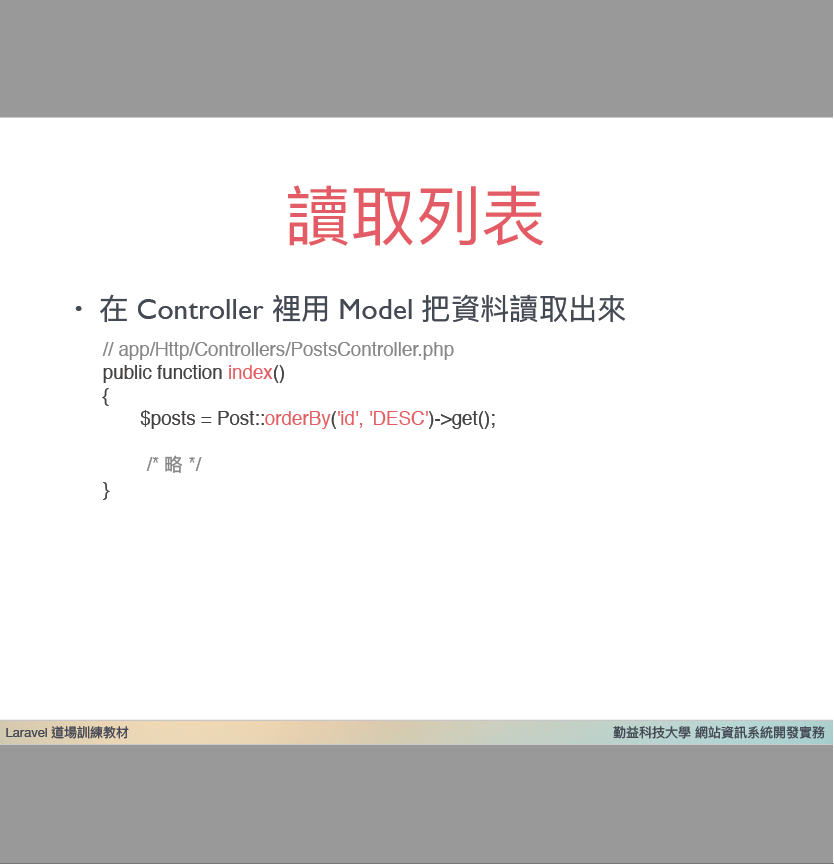 讀取列表
• 在 Controller 裡用 Model 把資料讀取出來
// app/Http/Controllers/PostsController.php
public function index()
{
$posts = Post::orderBy('id', 'DESC')->get();
/* 略 */
}
Laravel 道場訓練教材
勤益科技大學 網站資訊系統開發實務